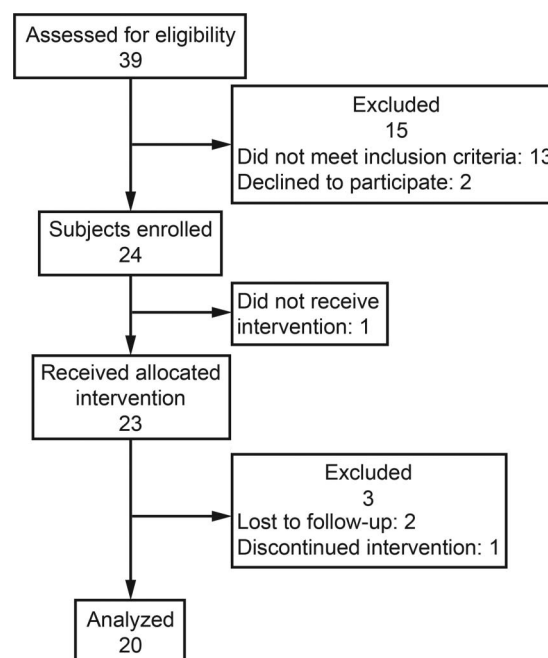 Assessed for eligibility
39
Excluded
15
Did not meet inclusion criteria: 13
Declined to participate: 2
Subjects enrolled
24
Did not receive
intervention: 1
Received allocated
intervention
23
Excluded
3
Lost to follow-up: 2
Discontinued intervention: 1
Analyzed
20